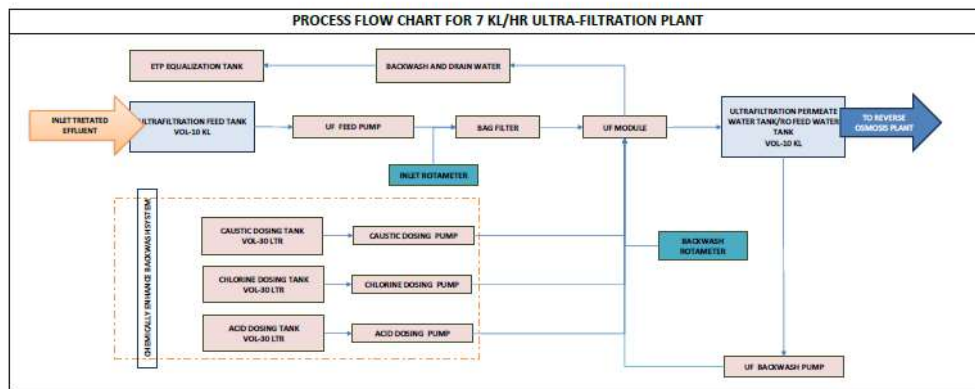 PROCESS FLOW CHART FOR 7 KL/HR ULTRA-FILTRATION PLANT
ETP EQUALIZATION TANK
BACKWASH AND DRAIN WATER
INLET TRETATED
EFFLUENT
ULTRAFILTRATION FEED TANK
VOL-10 KL
UF FEED PUMP
BAG FILTER
UF MODULE
ULTRAFILTRATION PERMEATE
WATER TANK/RO FEED WATER
TANK
VOL-10 KL
TO REVERSE
OSMOSIS PLANT
INLET ROTAMETER
CHEMICALLY ENHANCE BACKWASH SYSTEM
CAUSTIC DOSING TANK
VOL-30 LTR
CAUSTIC DOSING PUMP
BACKWASH
ROTAMETER
CHLORINE DOSING TANK
VOL-30 LTR
CHLORINE DOSING PUMP
ACID DOSING TANK
VOL-30 LTR
ACID DOSING PUMP
UF BACKWASH PUMP